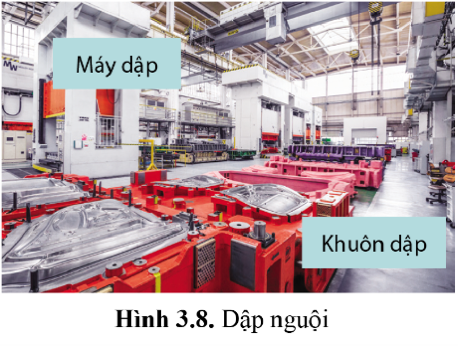 Máy dập
Khuôn dập
Hình 3.8. Dập nguội